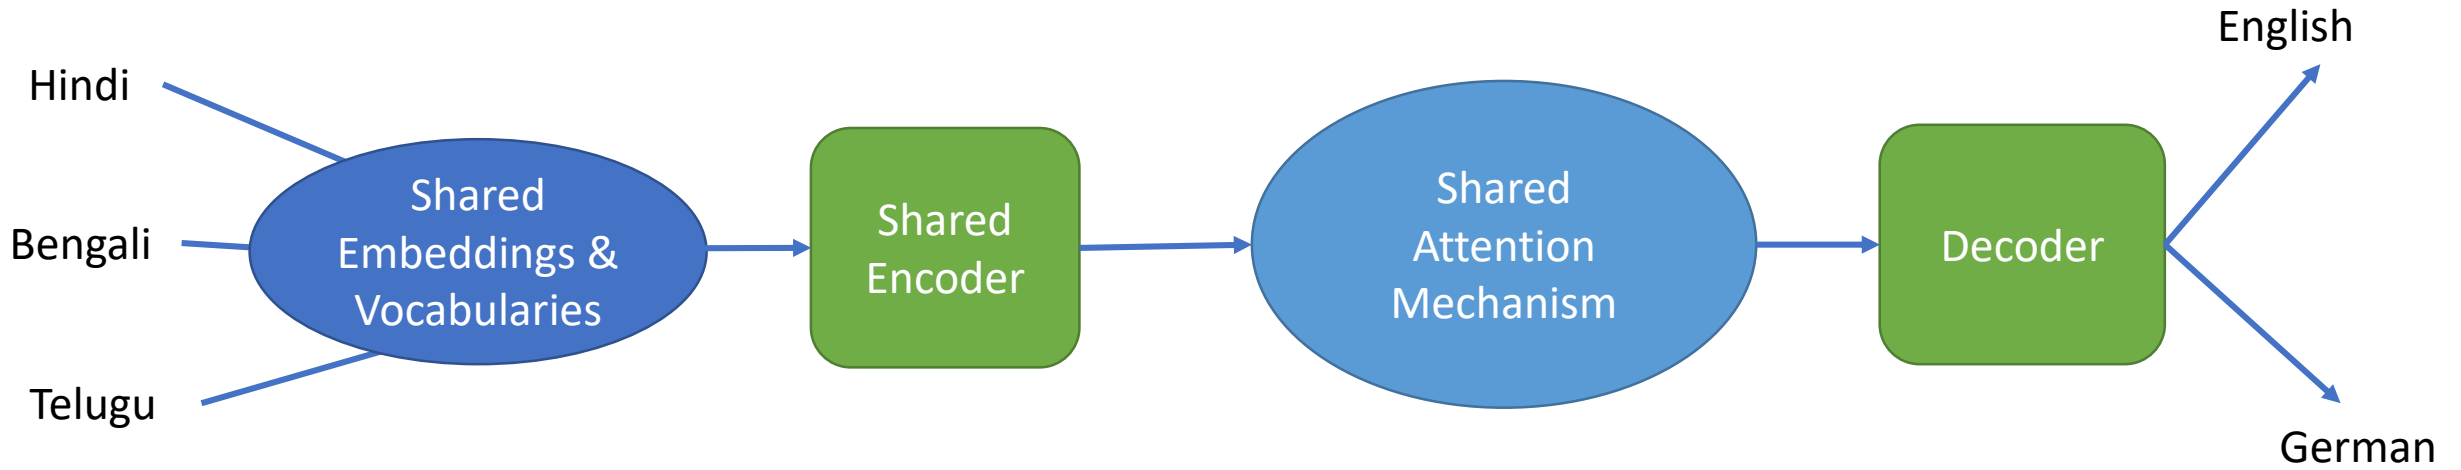 Hindi
Bengali
Telugu
Shared
Embeddings &
Vocabularies
Shared
Encoder
Shared
Attention
Mechanism
Decoder
English
German